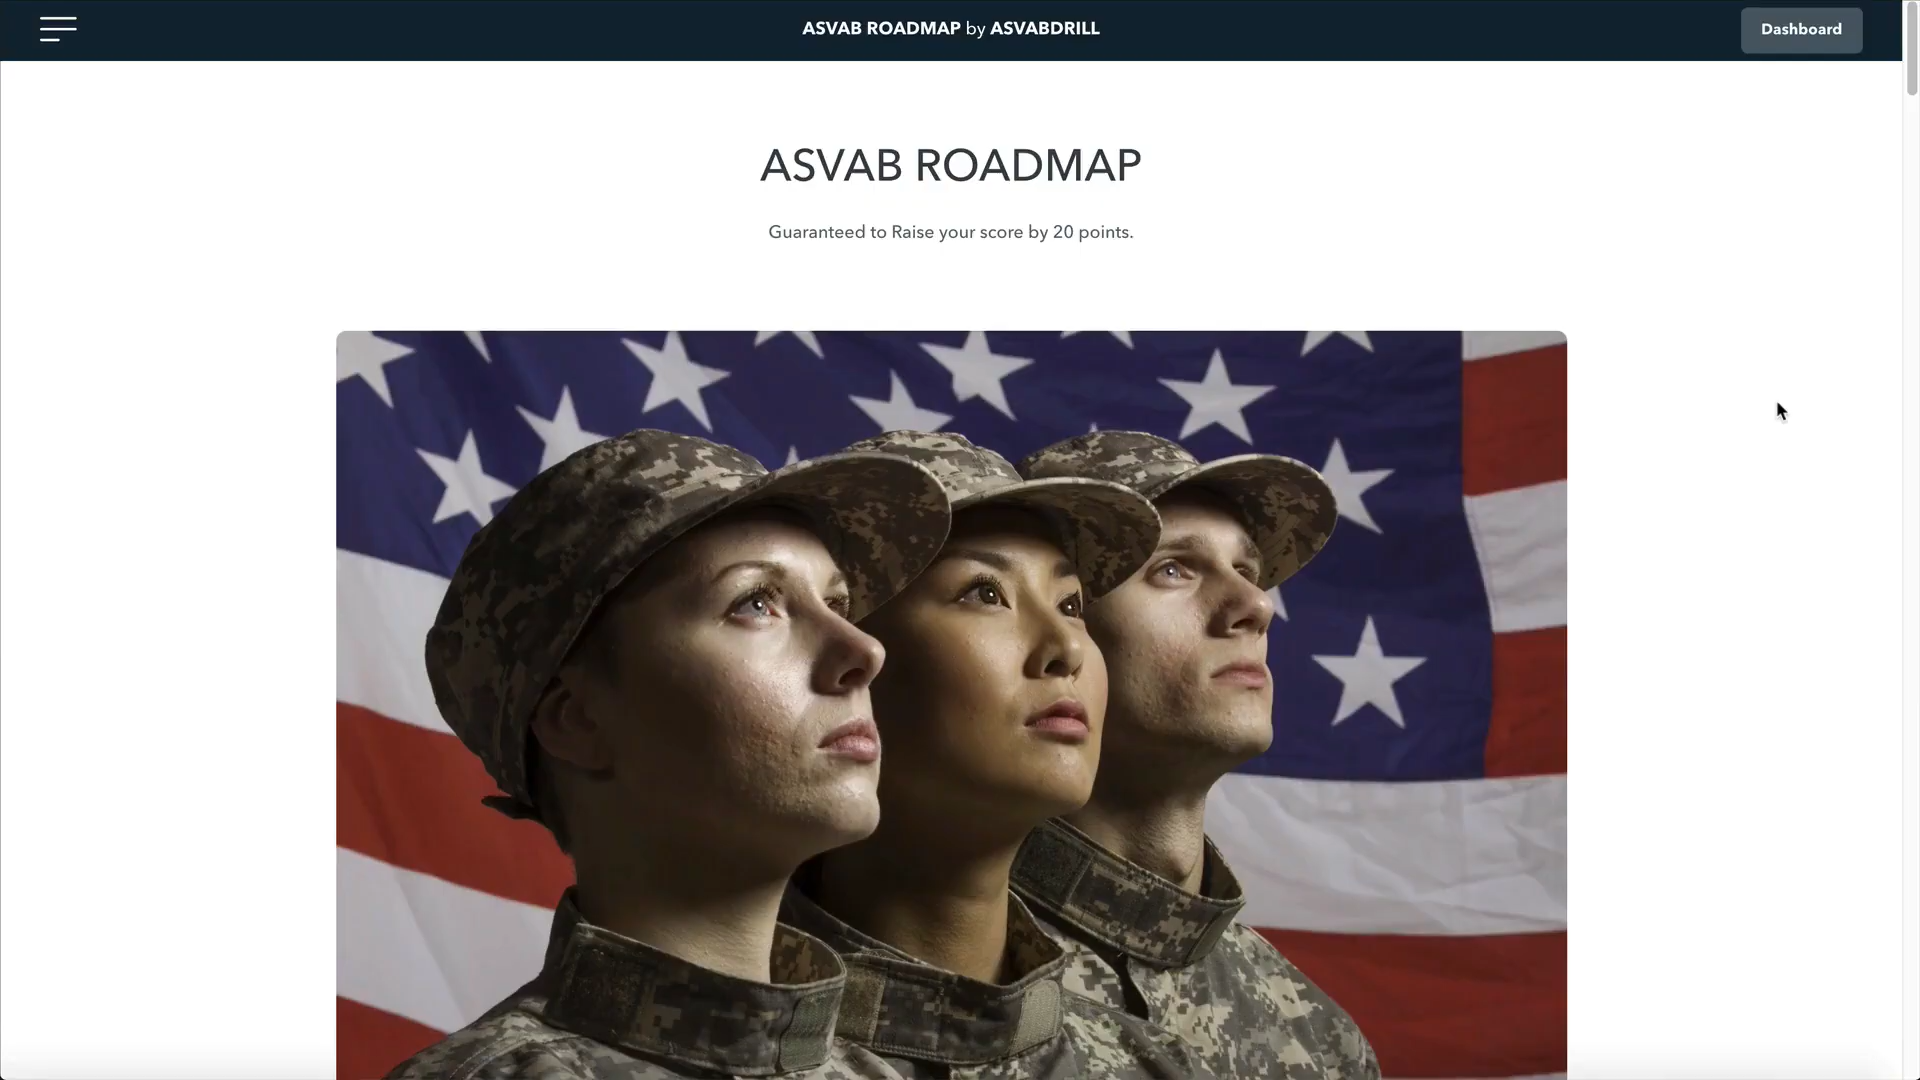 ASVAB ROADMAP by ASVABDRILL
Dashboard
ASVAB ROADMAP
Guaranteed to Raise your score by 20 points.